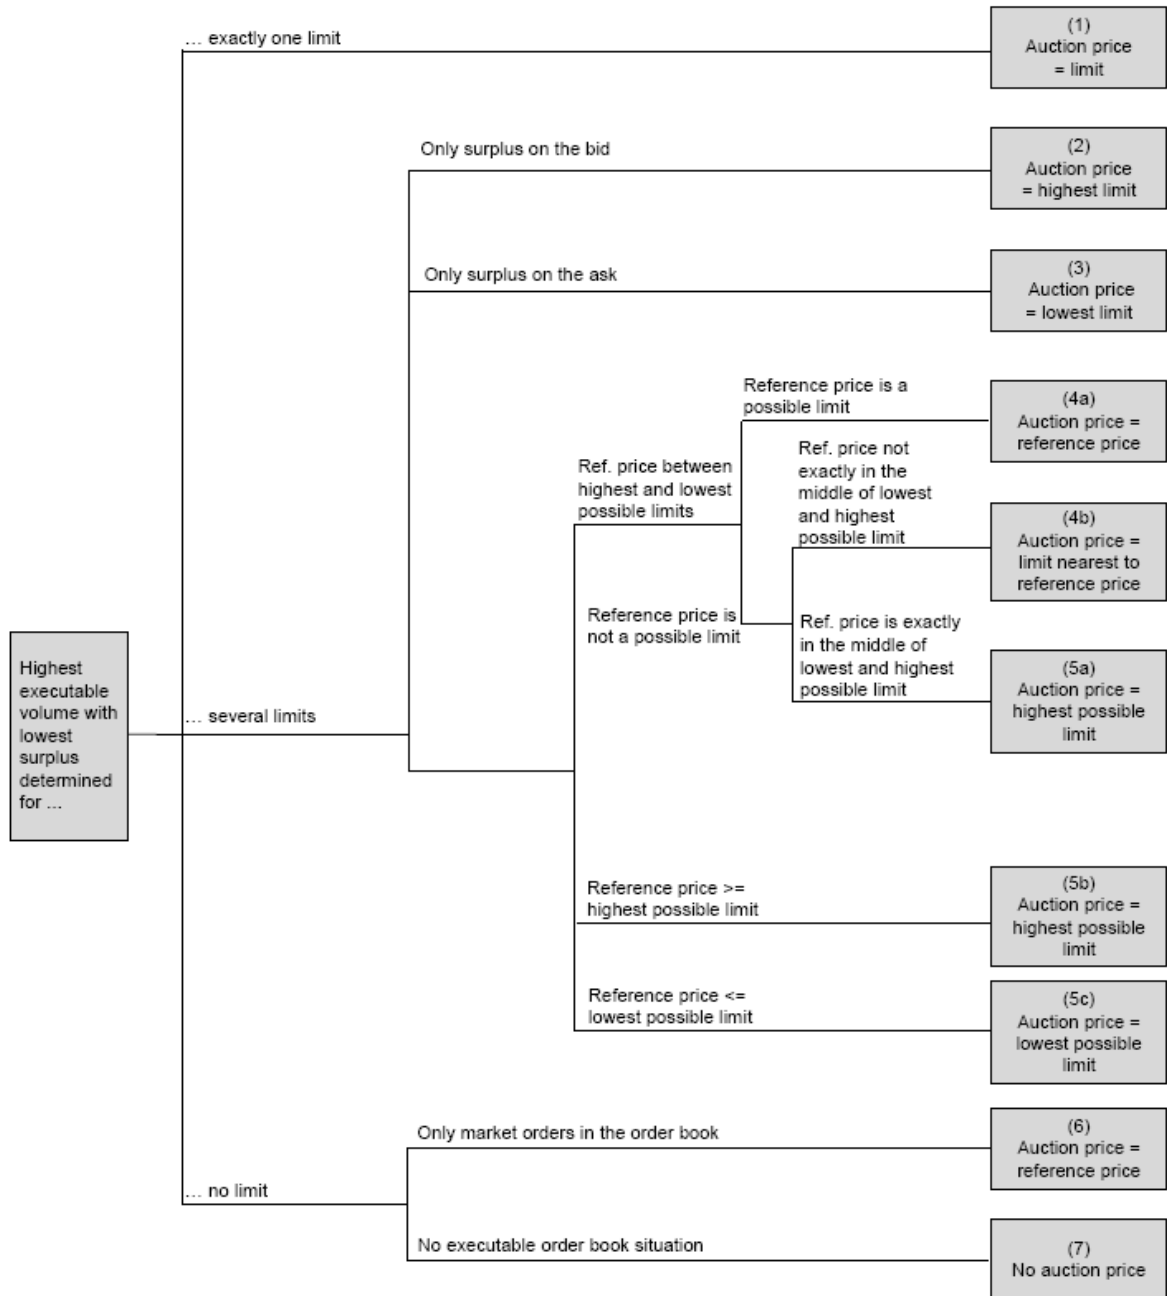 ... exactly one limit
(1)
Auction price
= limit
Only surplus on the bid
(2)
Auction price
= highest limit
Only surplus on the ask
(3)
Auction price
= lowest limit
Reference price is a
possible limit
(4a)
Auction price =
reference price
Ref. price between
highest and lowest
possible limits
Ref. price not
exactly in the
middle of lowest
and highest
possible limit
(4b)
Auction price =
limit nearest to
reference price
Reference price is
not a possible limit
Ref. price is exactly
in the middle of
lowest and highest
possible limit
(5a)
Auction price =
highest possible
limit
Highest
executable
volume with
lowest
surplus
determined
for ...
... several limits
Reference price >=
highest possible limit
(5b)
Auction price =
highest possible
limit
Reference price <=
lowest possible limit
(5c)
Auction price =
lowest possible
limit
Only market orders in the order book
(6)
Auction price =
reference price
... no limit
No executable order book situation
(7)
No auction price